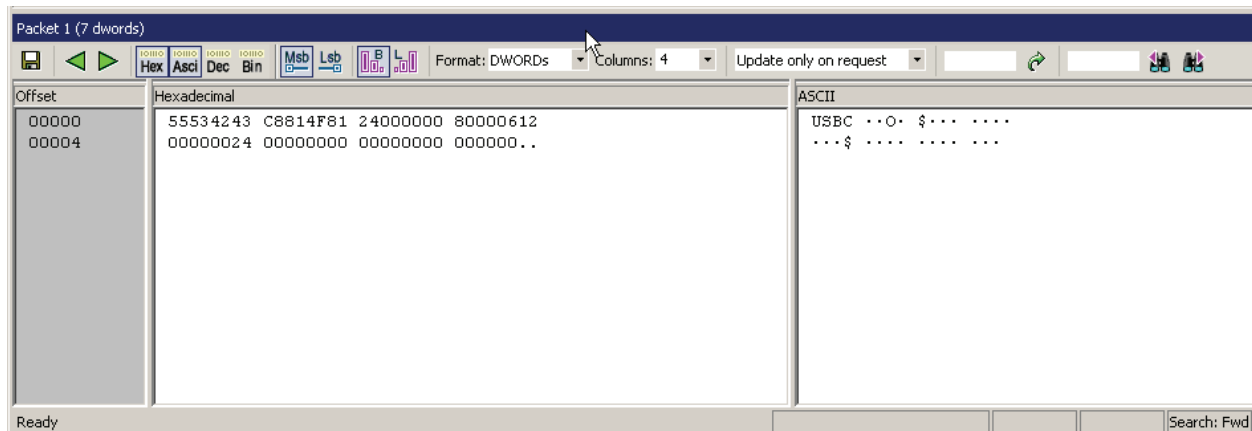 Packet 1 (7 dwords)
Hex Asci Dec Bin Msb Lsb B L Format: DWORDs Columns: 4 Update only on request
Offset Hexadecimal ASCII
00000 55534243 C8814F81 24000000 80000612 USBC ··O· $··· ····
00004 00000024 00000000 00000000 000000.. ···$ ···· ···· ···
Ready Search: Fwd